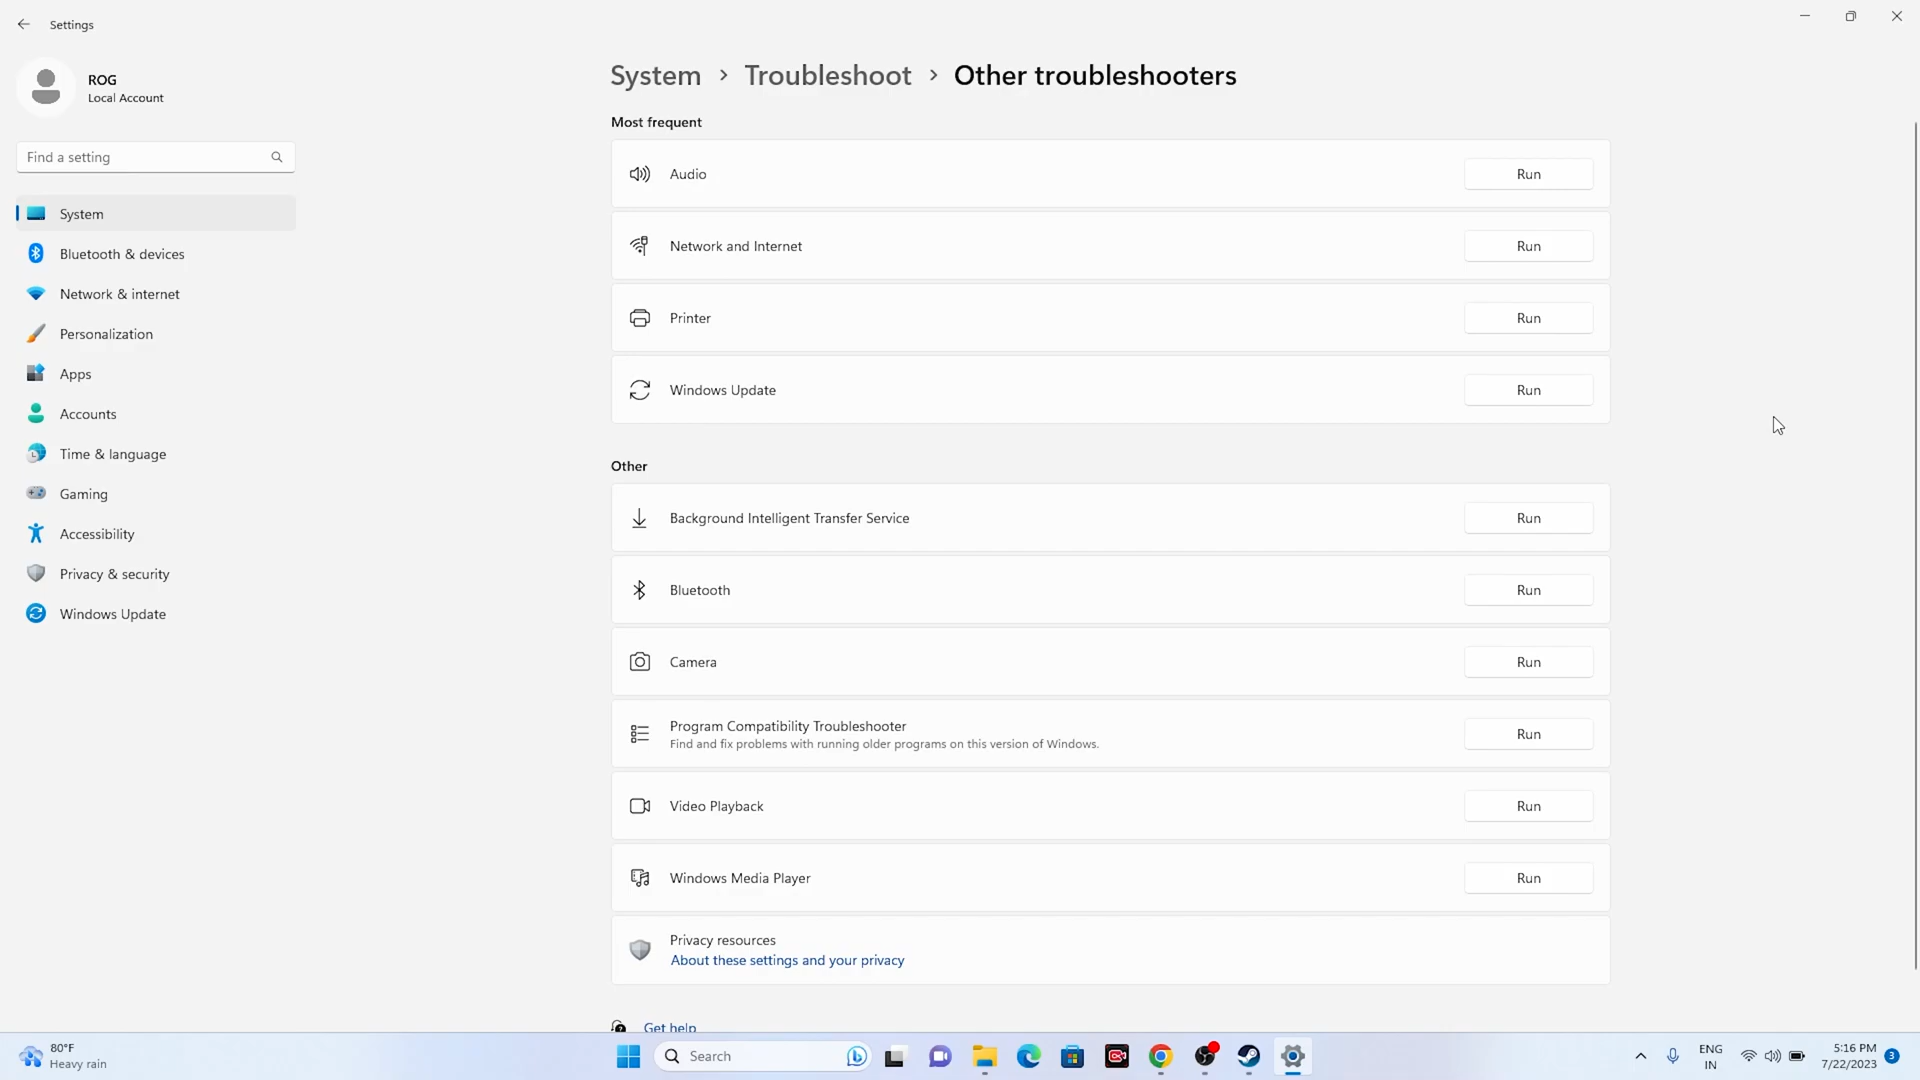 Settings
ROG
Local Account
Find a setting
System
Bluetooth & devices
Network & internet
Personalization
Apps
Accounts
Time & language
Gaming
Accessibility
Privacy & security
Windows Update
System > Troubleshoot > Other troubleshooters
Most frequent
Audio Run
Network and Internet Run
Printer Run
Windows Update Run
Other
Background Intelligent Transfer Service Run
Bluetooth Run
Camera Run
Program Compatibility Troubleshooter
Find and fix problems with running older programs on this version of Windows.
Run
Video Playback Run
Windows Media Player Run
Privacy resources
About these settings and your privacy
Get help
80°F
Heavy rain
Search
ENG
IN
5:16 PM
7/22/2023
3